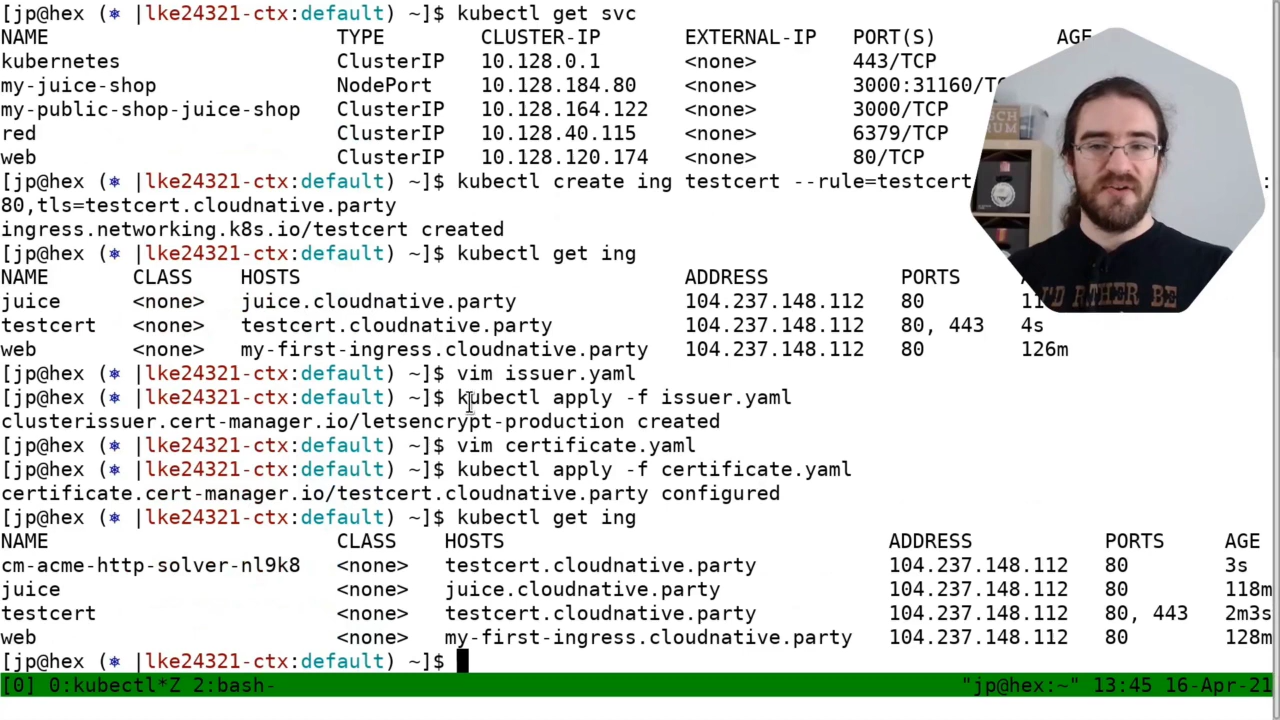 [jp@hex (⎈ |lke24321-ctx:default) ~]$ kubectl get svc
NAME TYPE CLUSTER-IP EXTERNAL-IP PORT(S) AGE
kubernetes ClusterIP 10.128.0.1 <none> 443/TCP
my-juice-shop NodePort 10.128.184.80 <none> 3000:31160/TC
my-public-shop-juice-shop ClusterIP 10.128.164.122 <none> 3000/TCP
red ClusterIP 10.128.40.115 <none> 6379/TCP
web ClusterIP 10.128.120.174 <none> 80/TCP
[jp@hex (⎈ |lke24321-ctx:default) ~]$ kubectl create ing testcert --rule=testcert :
80,tls=testcert.cloudnative.party
ingress.networking.k8s.io/testcert created
[jp@hex (⎈ |lke24321-ctx:default) ~]$ kubectl get ing
NAME CLASS HOSTS ADDRESS PORTS
juice <none> juice.cloudnative.party 104.237.148.112 80 11
testcert <none> testcert.cloudnative.party 104.237.148.112 80, 443 4s
web <none> my-first-ingress.cloudnative.party 104.237.148.112 80 126m
[jp@hex (⎈ |lke24321-ctx:default) ~]$ vim issuer.yaml
[jp@hex (⎈ |lke24321-ctx:default) ~]$ kubectl apply -f issuer.yaml
clusterissuer.cert-manager.io/letsencrypt-production created
[jp@hex (⎈ |lke24321-ctx:default) ~]$ vim certificate.yaml
[jp@hex (⎈ |lke24321-ctx:default) ~]$ kubectl apply -f certificate.yaml
certificate.cert-manager.io/testcert.cloudnative.party configured
[jp@hex (⎈ |lke24321-ctx:default) ~]$ kubectl get ing
NAME CLASS HOSTS ADDRESS PORTS AGE
cm-acme-http-solver-nl9k8 <none> testcert.cloudnative.party 104.237.148.112 80 3s
juice <none> juice.cloudnative.party 104.237.148.112 80 118m
testcert <none> testcert.cloudnative.party 104.237.148.112 80, 443 2m3s
web <none> my-first-ingress.cloudnative.party 104.237.148.112 80 128m
[jp@hex (⎈ |lke24321-ctx:default) ~]$
[0] 0:kubectl*Z 2:bash- "jp@hex:~" 13:45 16-Apr-21
'D RATHER BE